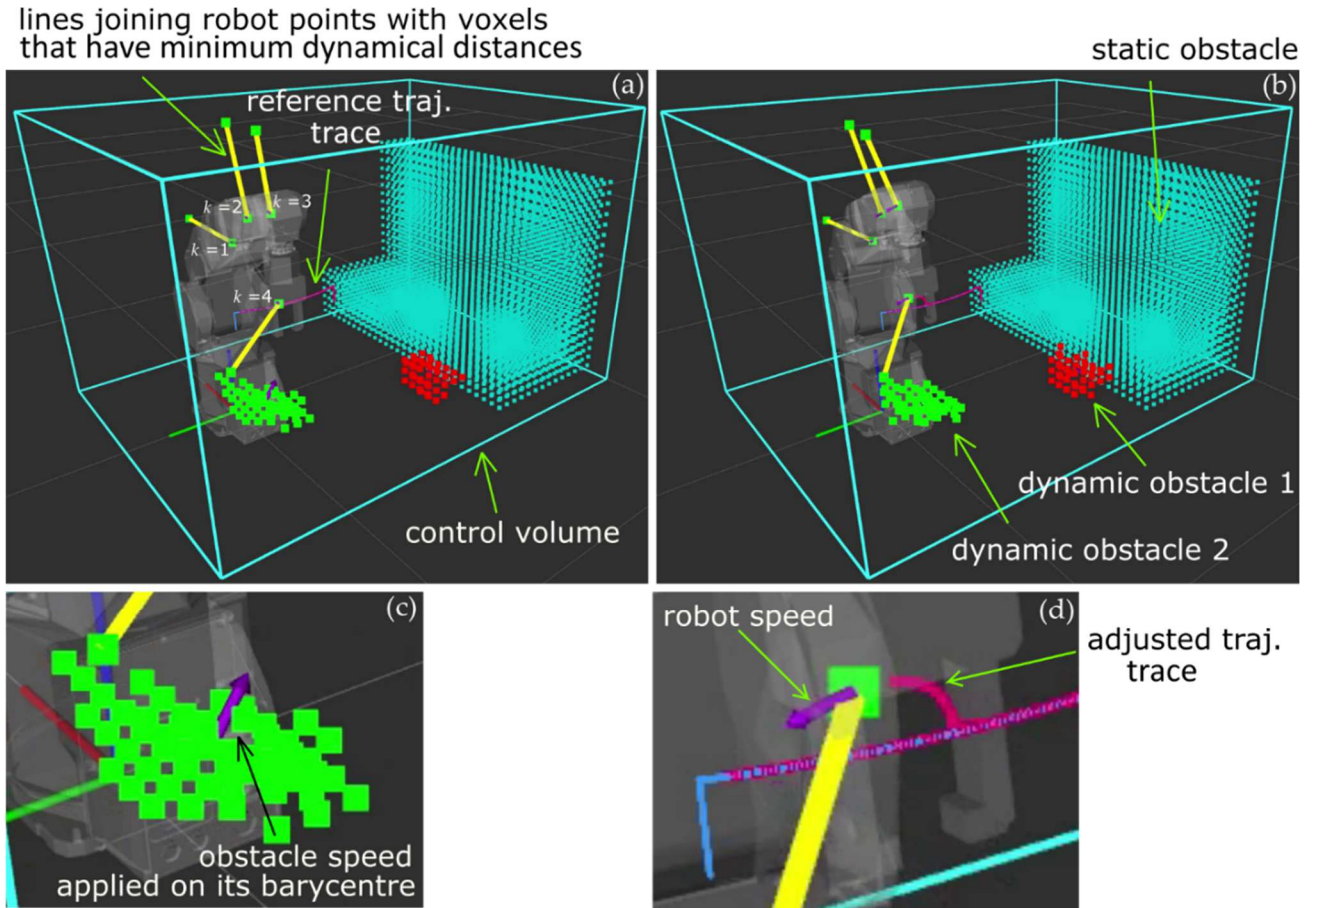 lines joining robot points with voxels
that have minimum dynamical distances
static obstacle
(a)
reference traj.
trace
k =2
k =3
k =1
k =4
control volume
(b)
dynamic obstacle 1
dynamic obstacle 2
(c)
obstacle speed
applied on its barycentre
(d)
robot speed
adjusted traj.
trace